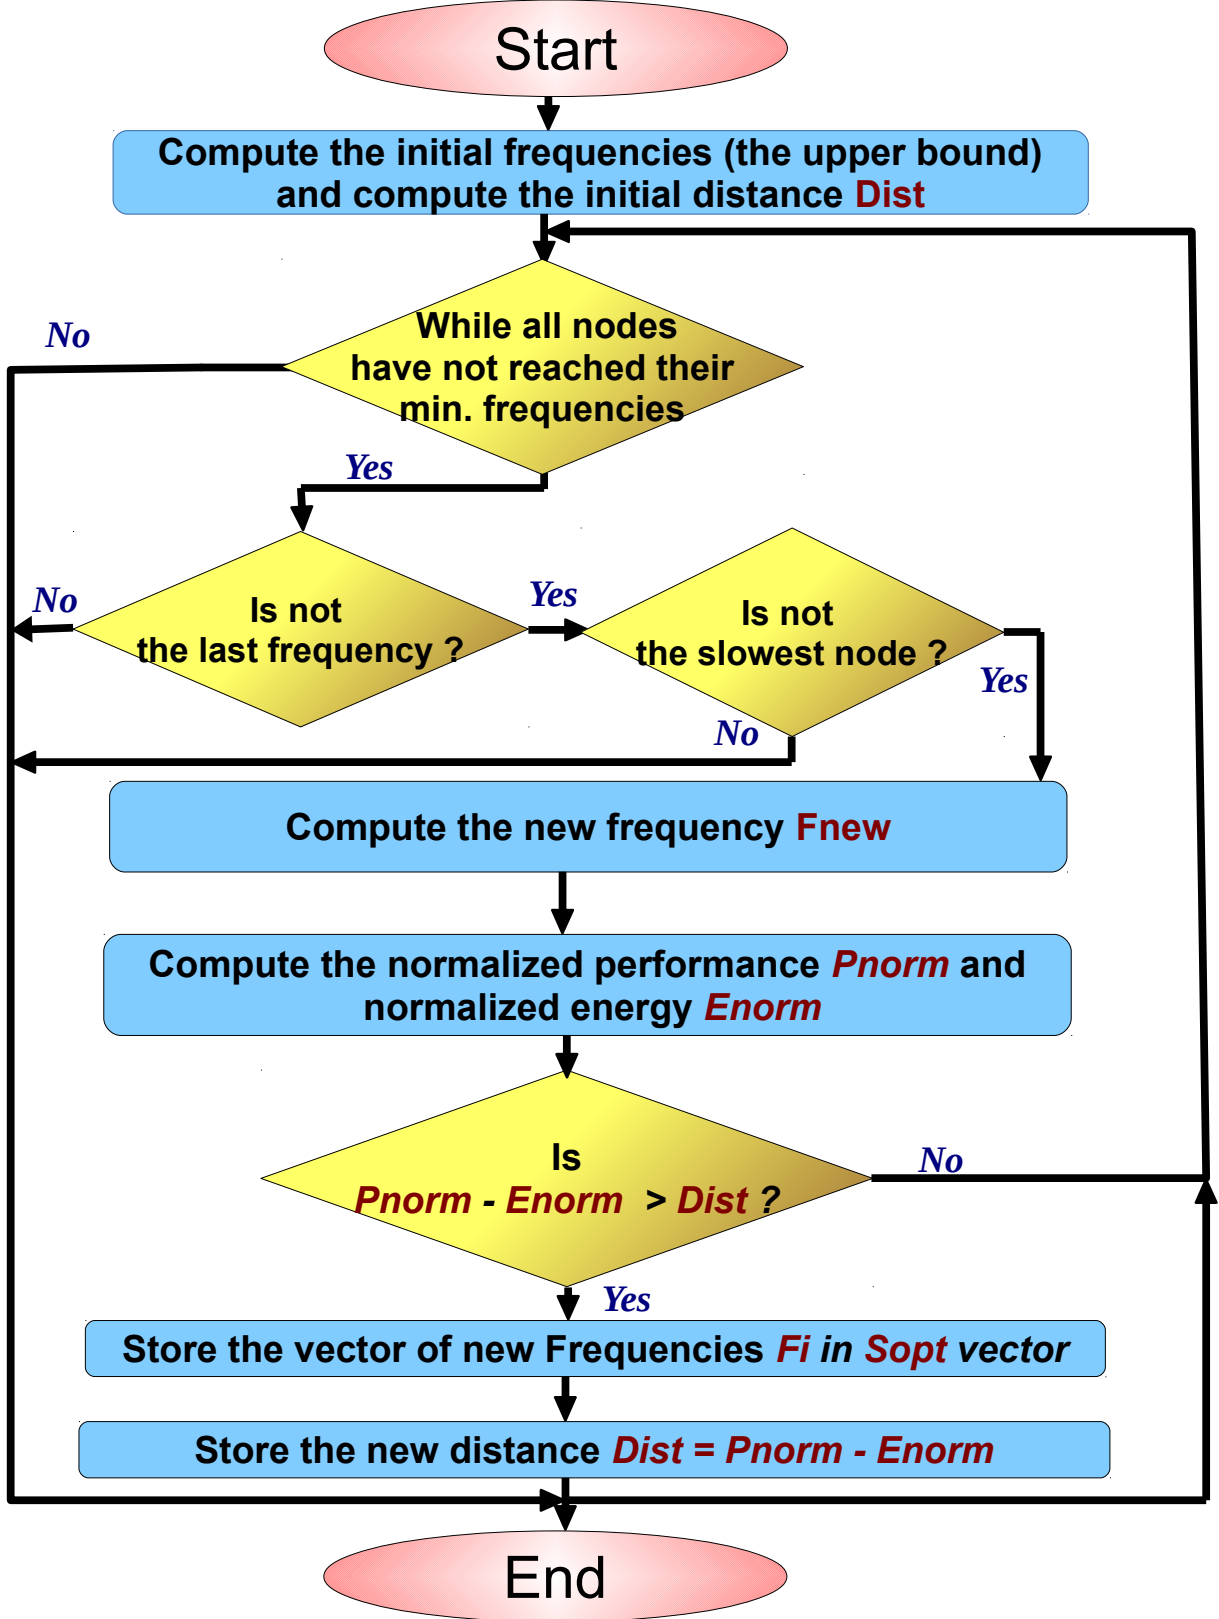 Start
Compute the initial frequencies (the upper bound)
and compute the initial distance Dist
While all nodes
have not reached their
min. frequencies
No
Yes
Is not
the last frequency ?
No
Yes
Is not
the slowest node ?
Yes
No
Compute the new frequency Fnew
Compute the normalized performance Pnorm and
normalized energy Enorm
Is
Pnorm - Enorm > Dist ?
No
Yes
Store the vector of new Frequencies Fi in Sopt vector
Store the new distance Dist = Pnorm - Enorm
End